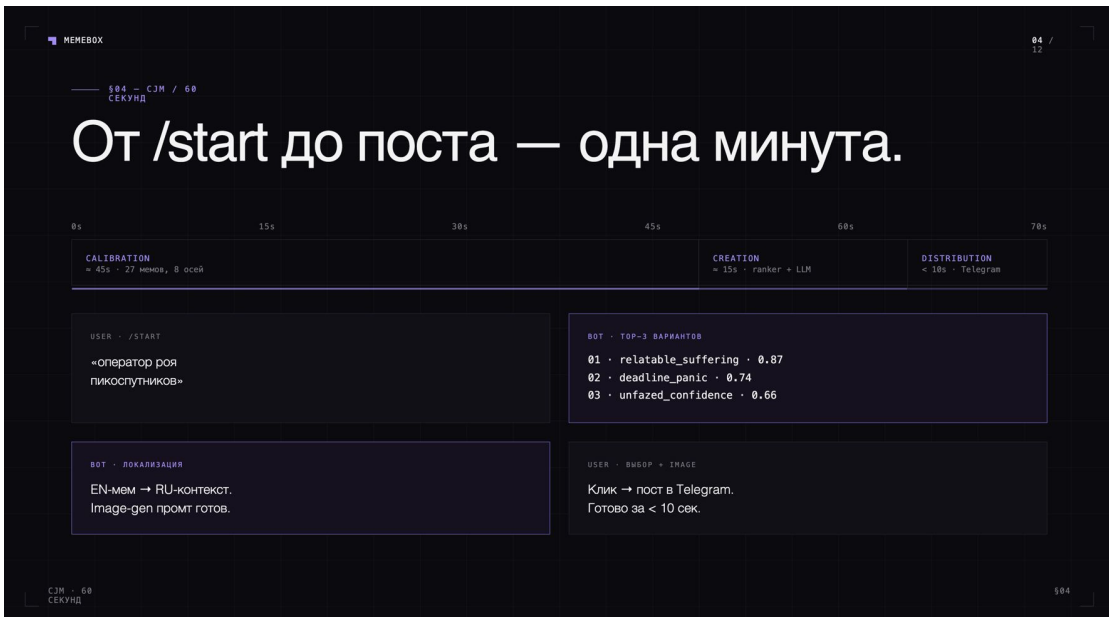 MEMEBOX
04 /
12
§04 — CJM / 60
СЕКУНД
От /start до поста — одна минута.
0s 15s 30s 45s 60s 70s
CALIBRATION
≈ 45s · 27 мемов, 8 осей
CREATION
≈ 15s · ranker + LLM
DISTRIBUTION
< 10s · Telegram
USER · /START
«оператор роя
пикоспутников»
BOT · TOP-3 ВАРИАНТОВ
01 · relatable_suffering · 0.87
02 · deadline_panic · 0.74
03 · unfazed_confidence · 0.66
BOT · ЛОКАЛИЗАЦИЯ
EN-мем → RU-контекст.
Image-gen промт готов.
USER · ВЫБОР + IMAGE
Клик → пост в Telegram.
Готово за < 10 сек.
CJM · 60
СЕКУНД
§04